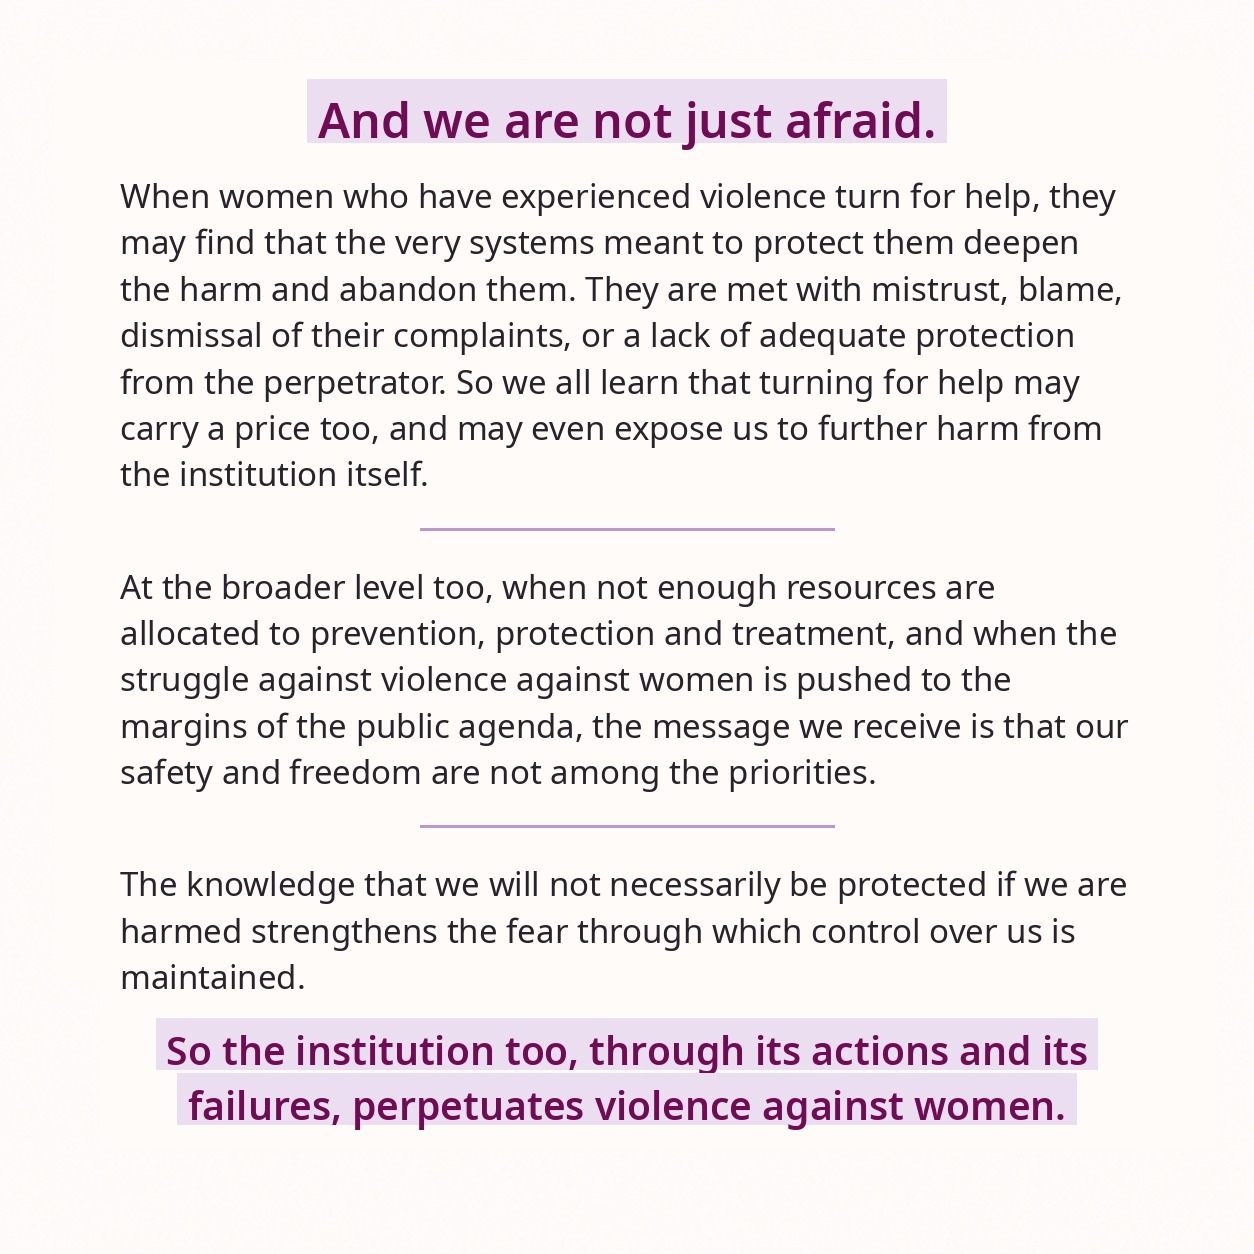 And we are not just afraid.
When women who have experienced violence turn for help, they
may find that the very systems meant to protect them deepen
the harm and abandon them. They are met with mistrust, blame,
dismissal of their complaints, or a lack of adequate protection
from the perpetrator. So we all learn that turning for help may
carry a price too, and may even expose us to further harm from
the institution itself.
At the broader level too, when not enough resources are
allocated to prevention, protection and treatment, and when the
struggle against violence against women is pushed to the
margins of the public agenda, the message we receive is that our
safety and freedom are not among the priorities.
The knowledge that we will not necessarily be protected if we are
harmed strengthens the fear through which control over us is
maintained.
So the institution too, through its actions and its
failures, perpetuates violence against women.